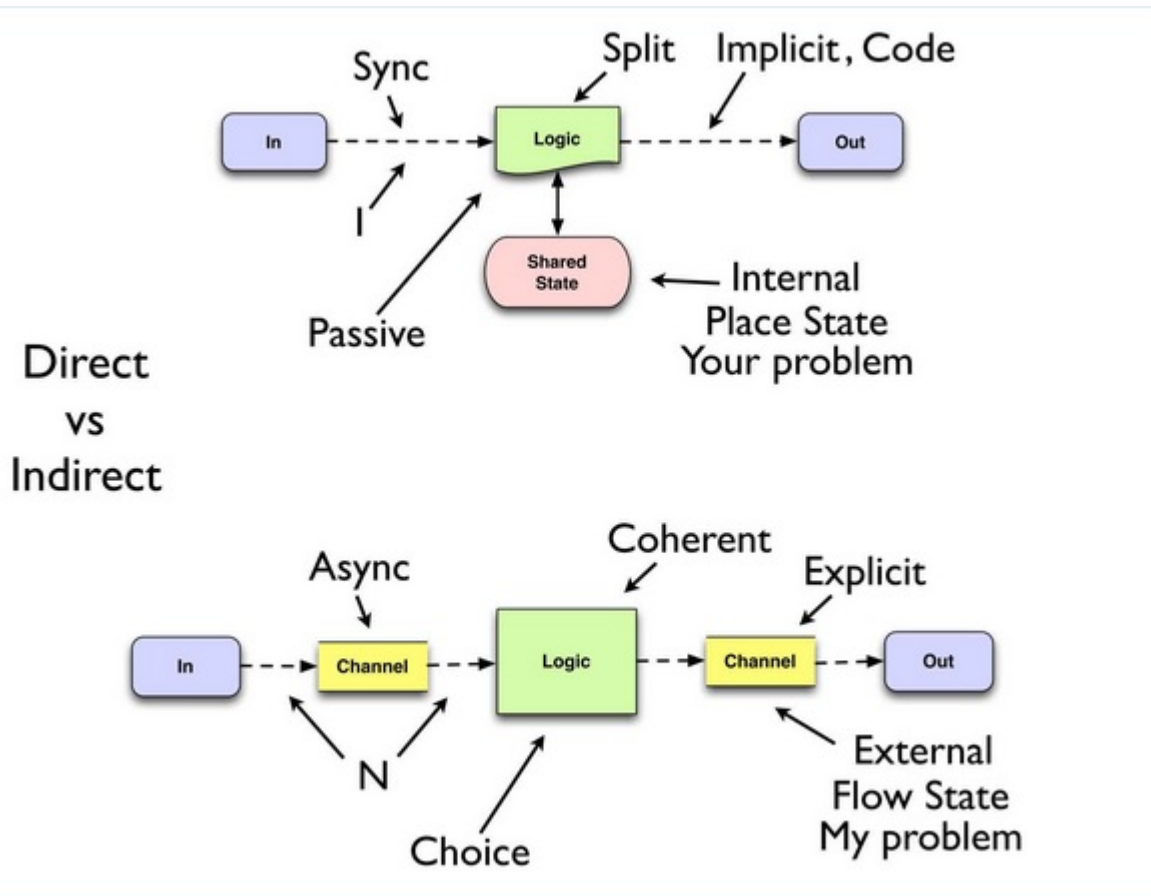 Sync
Split
Implicit, Code
In
Logic
Out
I
Shared
State
Passive
Internal
Place State
Your problem
Direct
vs
Indirect
Async
Coherent
Explicit
In
Channel
Logic
Channel
Out
N
External
Flow State
My problem
Choice